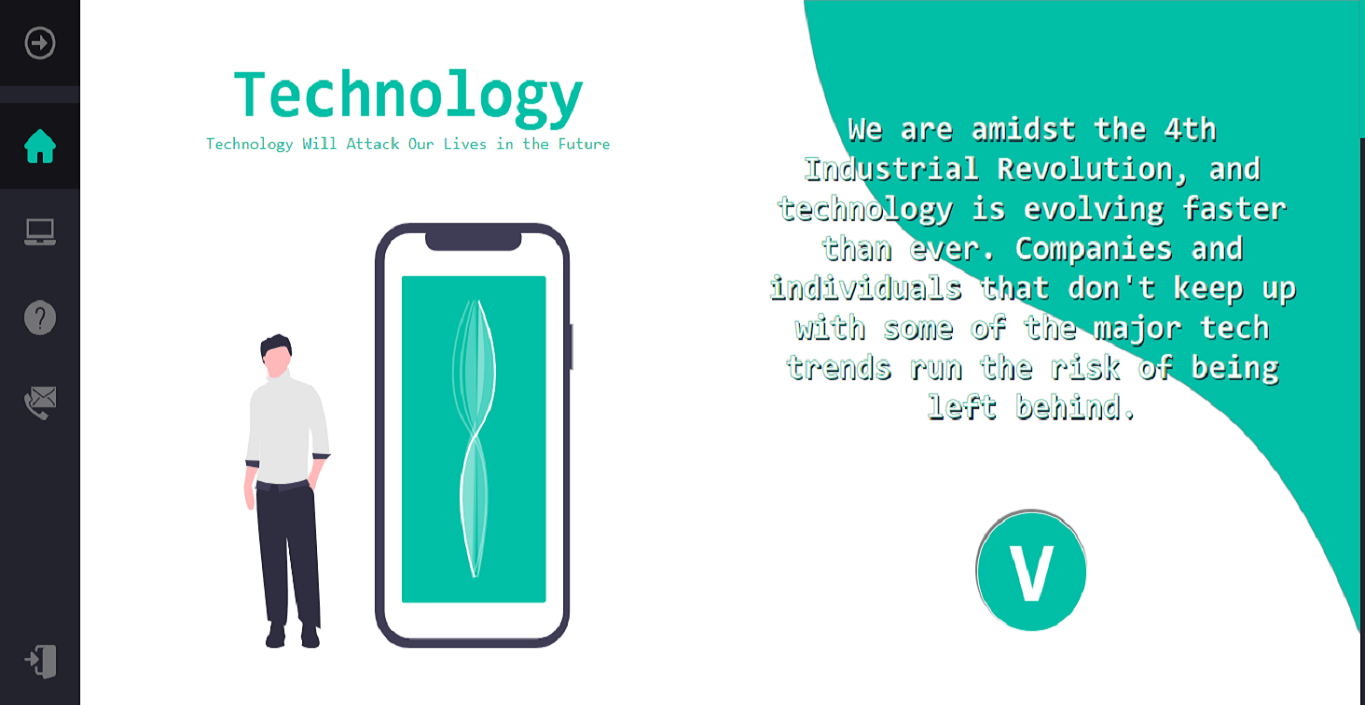 Technology
Technology Will Attack Our Lives in the Future
We are amidst the 4th
Industrial Revolution, and
technology is evolving faster
than ever. Companies and
individuals that don't keep up
with some of the major tech
trends run the risk of being
left behind.
V
?